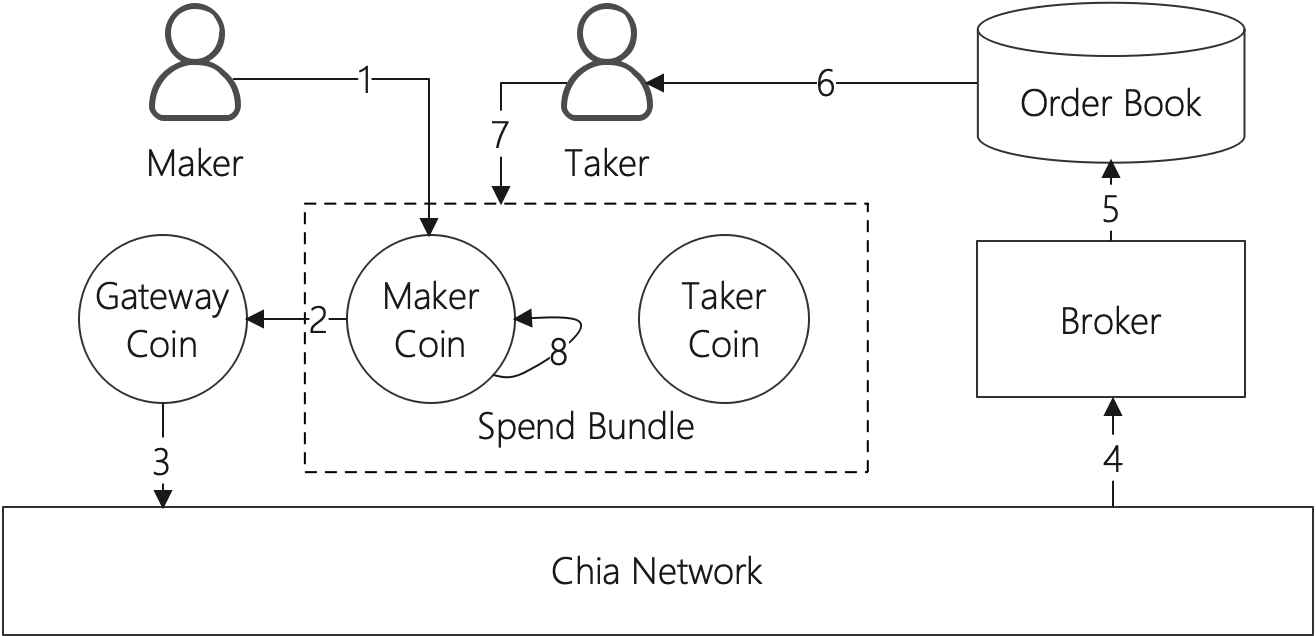 1
6
Order Book
7
Maker
Taker
5
Gateway
Coin
2
Maker
Coin
8
Taker
Coin
Broker
Spend Bundle
3
4
Chia Network